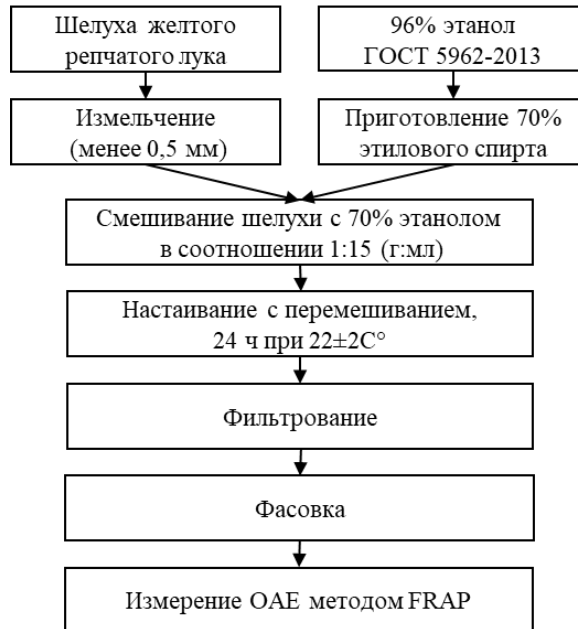 Шелуха желтого
репчатого лука
96% этанол
ГОСТ 5962-2013
Измельчение
(менее 0,5 мм)
Приготовление 70%
этилового спирта
Смешивание шелухи с 70% этанолом
в соотношении 1:15 (г:мл)
Настаивание с перемешиванием,
24 ч при 22±2С°
Фильтрование
Фасовка
Измерение ОАЕ методом FRAP